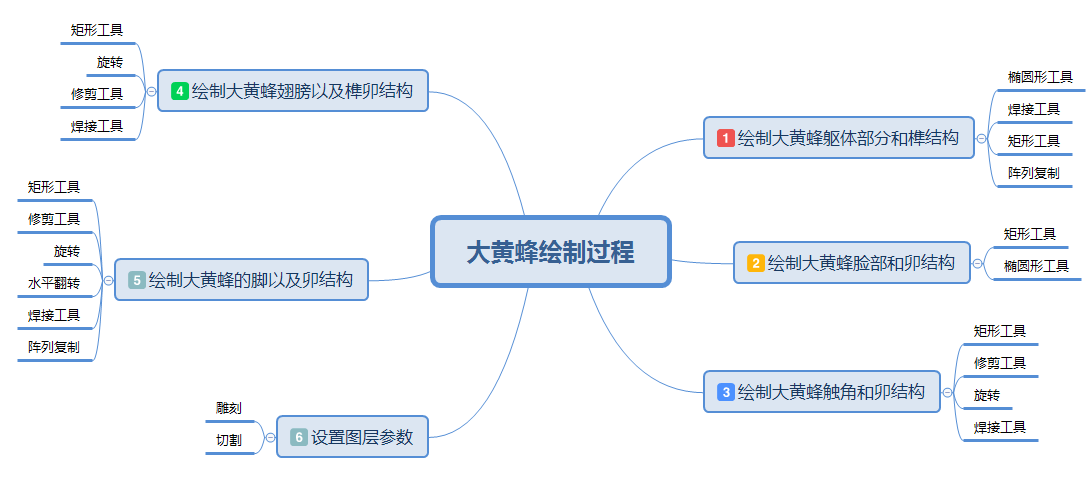 大黄蜂绘制过程
1 绘制大黄蜂躯体部分和榫结构
椭圆形工具
焊接工具
矩形工具
阵列复制
2 绘制大黄蜂脸部和卯结构
矩形工具
椭圆形工具
3 绘制大黄蜂触角和卯结构
矩形工具
修剪工具
旋转
焊接工具
4 绘制大黄蜂翅膀以及榫卯结构
矩形工具
旋转
修剪工具
焊接工具
5 绘制大黄蜂的脚以及卯结构
矩形工具
修剪工具
旋转
水平翻转
焊接工具
阵列复制
6 设置图层参数
雕刻
切割